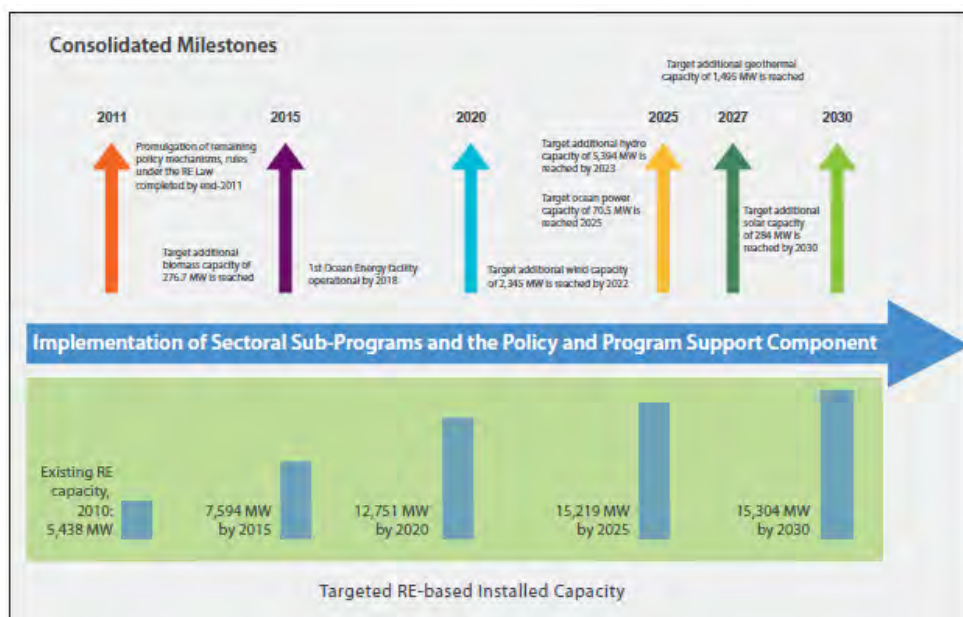 Consolidated Milestones
Target additional geothermal
capacity of 1,495 MW is reached
2011
2015
2020
2025
2027
2030
Promulgation of remaining
policy mechanisms, rules
under the RE Law
completed by end-2011
Target additional
biomass capacity of
276.7 MW is reached
1st Ocean Energy facility
operational by 2018
Target additional wind capacity
of 2,345 MW is reached by 2022
Target additional hydro
capacity of 5,394 MW is
reached by 2023
Target ocean power
capacity of 70.5 MW is
reached 2025
Target additional
solar capacity
of 284 MW is
reached by 2030
Implementation of Sectoral Sub-Programs and the Policy and Program Support Component
Existing RE
capacity,
2010:
5,438 MW
7,594 MW
by 2015
12,751 MW
by 2020
15,219 MW
by 2025
15,304 MW
by 2030
Targeted RE-based Installed Capacity